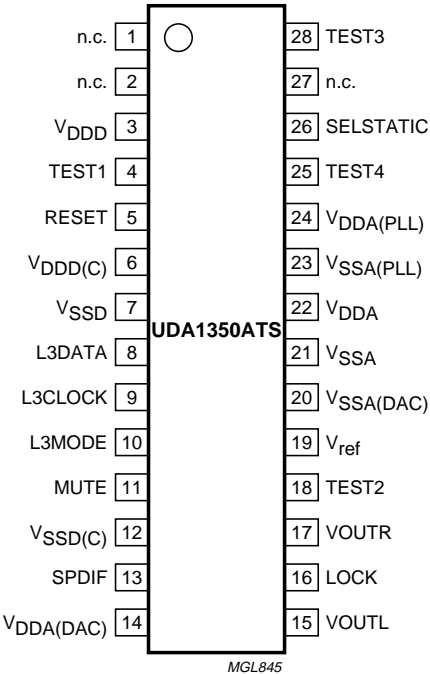 n.c. 1 28 TEST3
n.c. 2 27 n.c.
VDDD 3 26 SELSTATIC
TEST1 4 25 TEST4
RESET 5 24 VDDA(PLL)
VDDD(C) 6 23 VSSA(PLL)
VSSD 7 22 VDDA
UDA1350ATS
L3DATA 8 21 VSSA
L3CLOCK 9 20 VSSA(DAC)
L3MODE 10 19 Vref
MUTE 11 18 TEST2
VSSD(C) 12 17 VOUTR
SPDIF 13 16 LOCK
VDDA(DAC) 14 15 VOUTL
MGL845